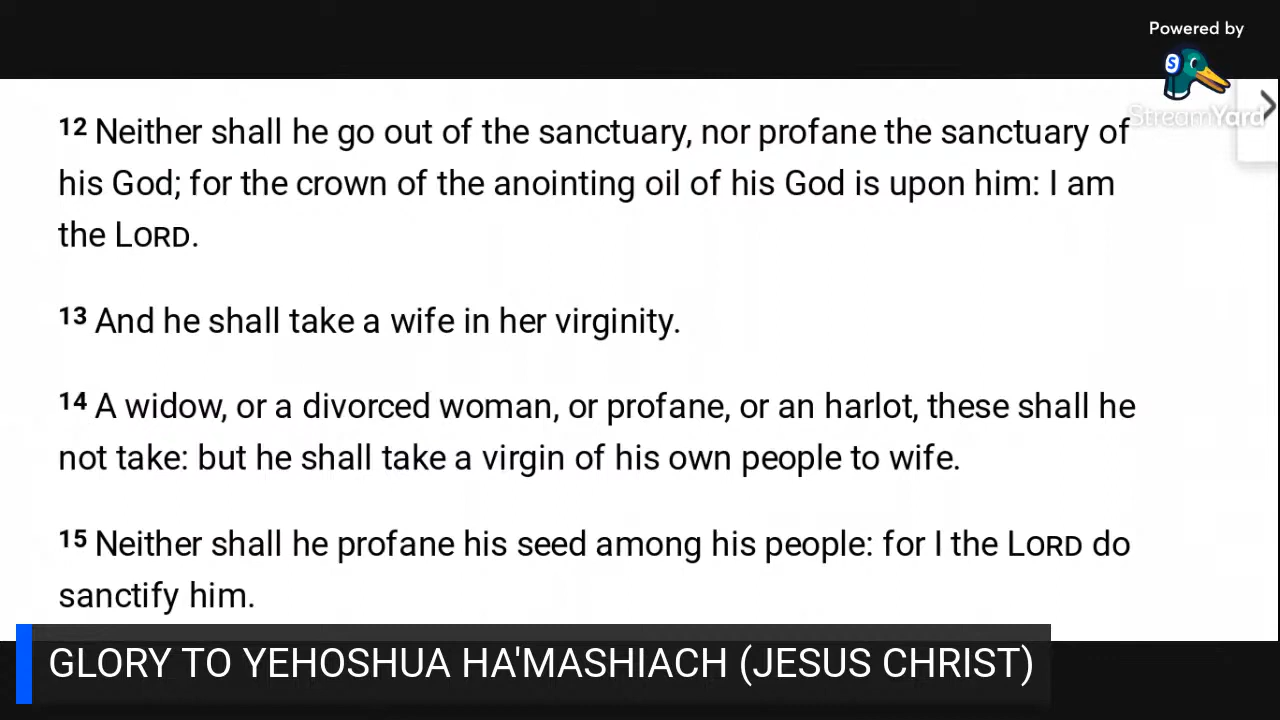 Powered by
S
StreamYard
12 Neither shall he go out of the sanctuary, nor profane the sanctuary of
his God; for the crown of the anointing oil of his God is upon him: I am
the LORD.
13 And he shall take a wife in her virginity.
14 A widow, or a divorced woman, or profane, or an harlot, these shall he
not take: but he shall take a virgin of his own people to wife.
15 Neither shall he profane his seed among his people: for I the LORD do
sanctify him.
GLORY TO YEHOSHUA HA'MASHIACH (JESUS CHRIST)